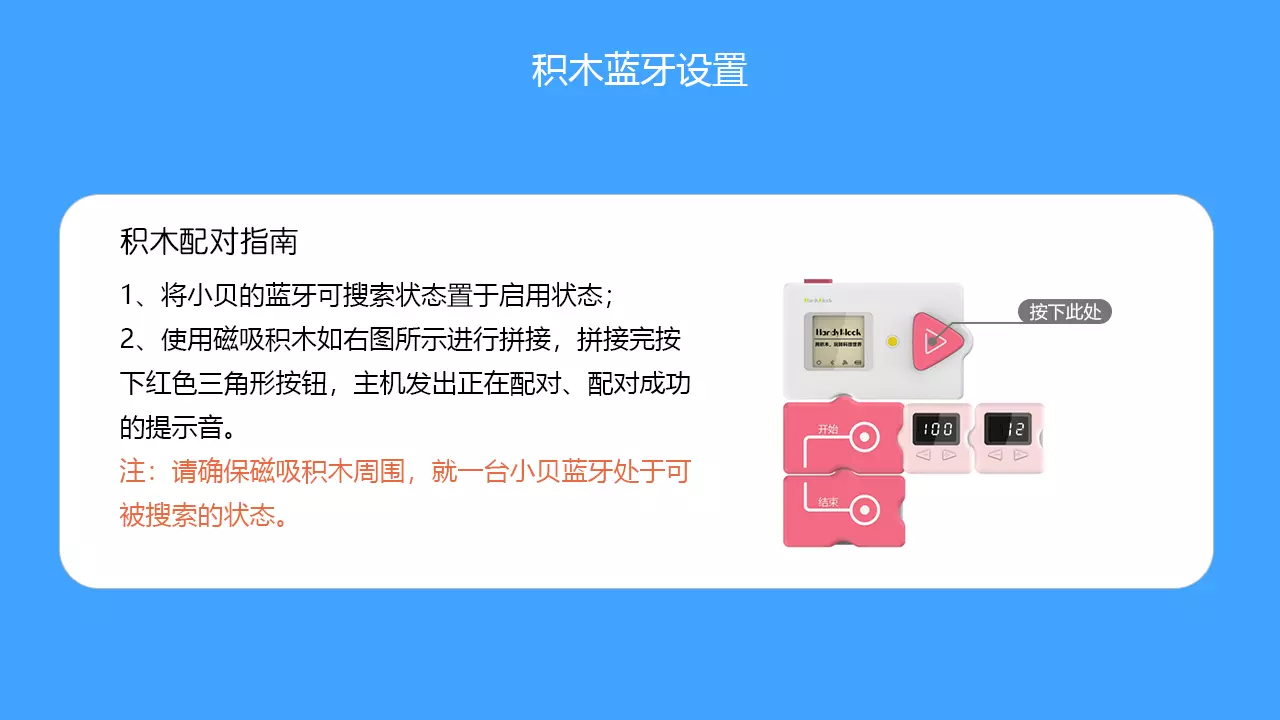 积木蓝牙设置
积木配对指南
1、将小贝的蓝牙可搜索状态置于启用状态；
2、使用磁吸积木如右图所示进行拼接，拼接完按
下红色三角形按钮，主机发出正在配对、配对成功
的提示音。
注：请确保磁吸积木周围，就一台小贝蓝牙处于可
被搜索的状态。
按下此处
开始
100
12
结束